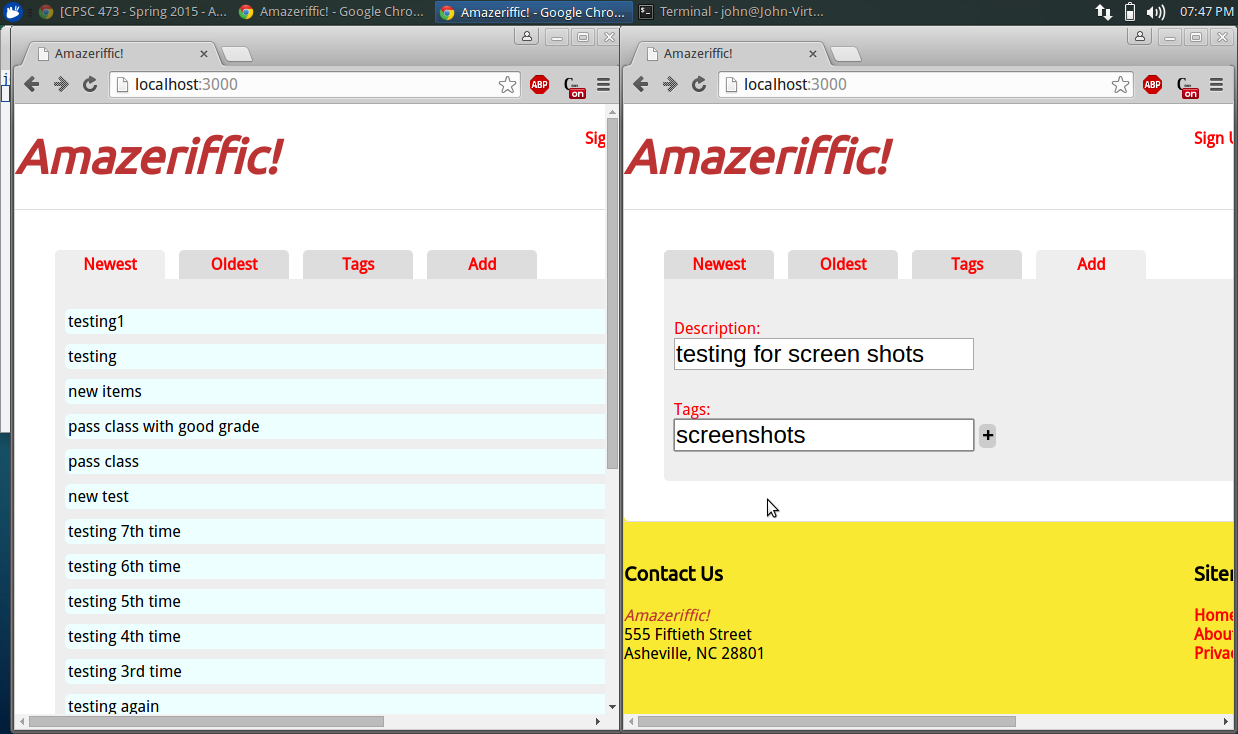 [CPSC 473 - Spring 2015 - A... Amazeriffic! - Google Chro... Amazeriffic! - Google Chro... Terminal - john@John-Virt... 07:47 PM
Amazeriffic!
localhost:3000
ABP
on
Amazeriffic!
Sig
Newest Oldest Tags Add
testing1
testing
new items
pass class with good grade
pass class
new test
testing 7th time
testing 6th time
testing 5th time
testing 4th time
testing 3rd time
testing again
Amazeriffic!
localhost:3000
ABP
on
Amazeriffic!
Sign U
Newest Oldest Tags Add
Description:
testing for screen shots
Tags:
screenshots +
Contact Us
Amazeriffic!
555 Fiftieth Street
Asheville, NC 28801
Siter
Home
About
Privac